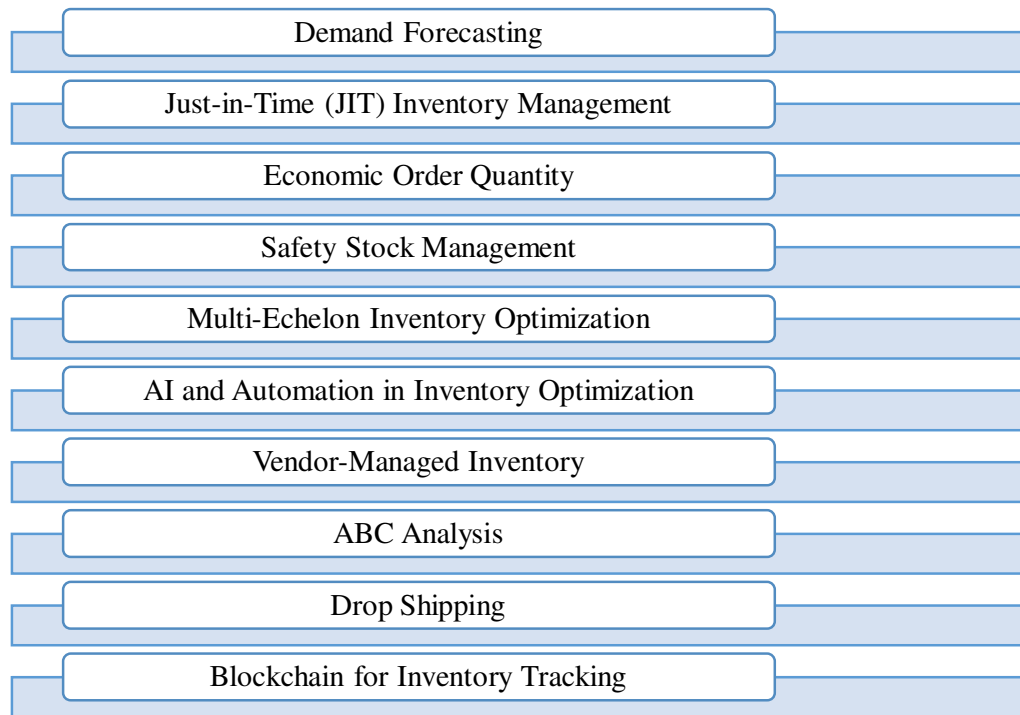 Demand Forecasting
Just-in-Time (JIT) Inventory Management
Economic Order Quantity
Safety Stock Management
Multi-Echelon Inventory Optimization
AI and Automation in Inventory Optimization
Vendor-Managed Inventory
ABC Analysis
Drop Shipping
Blockchain for Inventory Tracking